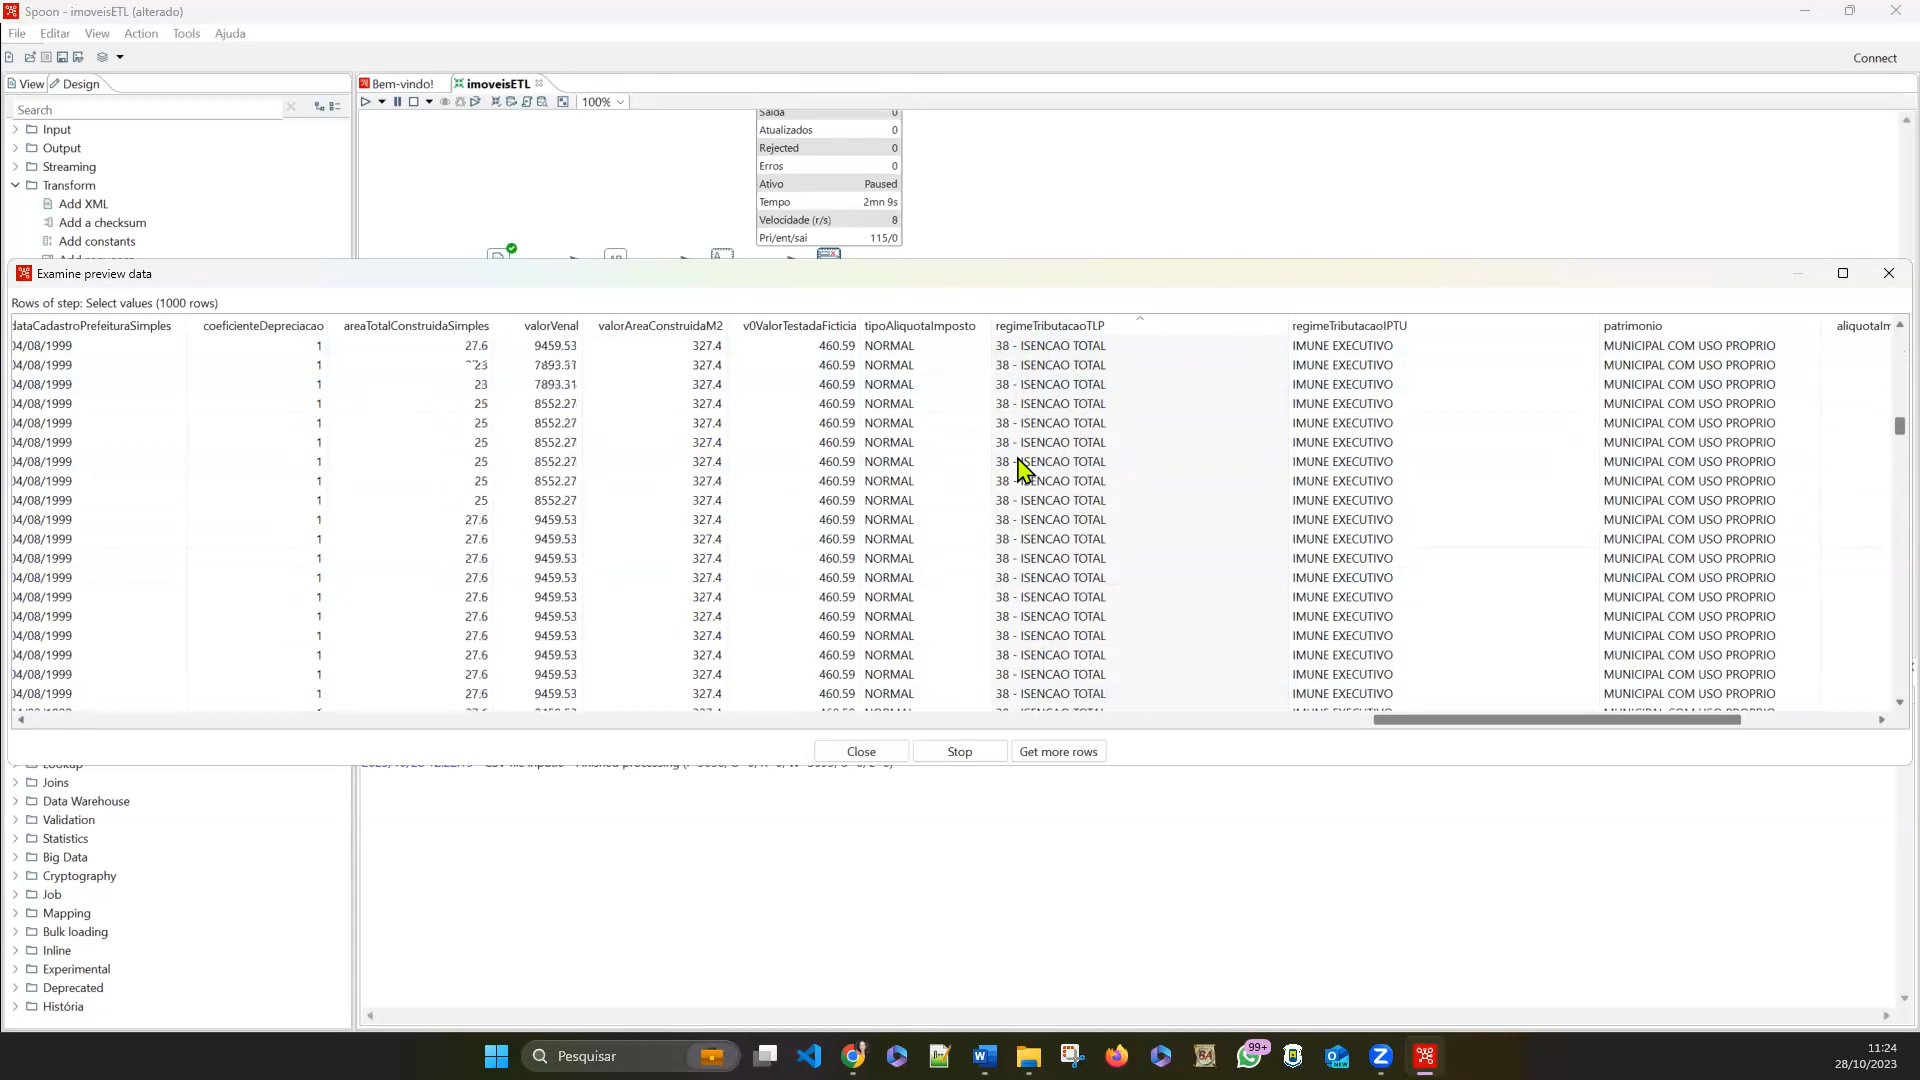 Spoon - imoveisETL (alterado)
File Editar View Action Tools Ajuda
Connect
View Design
Bem-vindo! imoveisETL
100%
Search
Input
Output
Streaming
Transform
Add XML
Add a checksum
Add constants
Saída 0
Atualizados 0
Rejected 0
Erros 0
Ativo Paused
Tempo 2mn 9s
Velocidade (r/s) 8
Pri/ent/sai 115/0
Examine preview data
Rows of step: Select values (1000 rows)
dataCadastroPrefeituraSimples coeficienteDepreciacao areaTotalConstruidaSimples valorVenal valorAreaConstruidaM2 v0ValorTestadaFicticia tipoAliquotaImposto regimeTributacaoTLP regimeTributacaoIPTU patrimonio aliquotaIm
04/08/1999 1 27.6 9459.53 327.4 460.59 NORMAL 38 - ISENCAO TOTAL IMUNE EXECUTIVO MUNICIPAL COM USO PROPRIO
04/08/1999 1 23 7893.31 327.4 460.59 NORMAL 38 - ISENCAO TOTAL IMUNE EXECUTIVO MUNICIPAL COM USO PROPRIO
04/08/1999 1 23 7893.31 327.4 460.59 NORMAL 38 - ISENCAO TOTAL IMUNE EXECUTIVO MUNICIPAL COM USO PROPRIO
04/08/1999 1 25 8552.27 327.4 460.59 NORMAL 38 - ISENCAO TOTAL IMUNE EXECUTIVO MUNICIPAL COM USO PROPRIO
04/08/1999 1 25 8552.27 327.4 460.59 NORMAL 38 - ISENCAO TOTAL IMUNE EXECUTIVO MUNICIPAL COM USO PROPRIO
04/08/1999 1 25 8552.27 327.4 460.59 NORMAL 38 - ISENCAO TOTAL IMUNE EXECUTIVO MUNICIPAL COM USO PROPRIO
04/08/1999 1 25 8552.27 327.4 460.59 NORMAL 38 - ISENCAO TOTAL IMUNE EXECUTIVO MUNICIPAL COM USO PROPRIO
04/08/1999 1 25 8552.27 327.4 460.59 NORMAL 38 - ISENCAO TOTAL IMUNE EXECUTIVO MUNICIPAL COM USO PROPRIO
04/08/1999 1 25 8552.27 327.4 460.59 NORMAL 38 - ISENCAO TOTAL IMUNE EXECUTIVO MUNICIPAL COM USO PROPRIO
04/08/1999 1 27.6 9459.53 327.4 460.59 NORMAL 38 - ISENCAO TOTAL IMUNE EXECUTIVO MUNICIPAL COM USO PROPRIO
04/08/1999 1 27.6 9459.53 327.4 460.59 NORMAL 38 - ISENCAO TOTAL IMUNE EXECUTIVO MUNICIPAL COM USO PROPRIO
04/08/1999 1 27.6 9459.53 327.4 460.59 NORMAL 38 - ISENCAO TOTAL IMUNE EXECUTIVO MUNICIPAL COM USO PROPRIO
04/08/1999 1 27.6 9459.53 327.4 460.59 NORMAL 38 - ISENCAO TOTAL IMUNE EXECUTIVO MUNICIPAL COM USO PROPRIO
04/08/1999 1 27.6 9459.53 327.4 460.59 NORMAL 38 - ISENCAO TOTAL IMUNE EXECUTIVO MUNICIPAL COM USO PROPRIO
04/08/1999 1 27.6 9459.53 327.4 460.59 NORMAL 38 - ISENCAO TOTAL IMUNE EXECUTIVO MUNICIPAL COM USO PROPRIO
04/08/1999 1 27.6 9459.53 327.4 460.59 NORMAL 38 - ISENCAO TOTAL IMUNE EXECUTIVO MUNICIPAL COM USO PROPRIO
04/08/1999 1 27.6 9459.53 327.4 460.59 NORMAL 38 - ISENCAO TOTAL IMUNE EXECUTIVO MUNICIPAL COM USO PROPRIO
04/08/1999 1 27.6 9459.53 327.4 460.59 NORMAL 38 - ISENCAO TOTAL IMUNE EXECUTIVO MUNICIPAL COM USO PROPRIO
04/08/1999 1 27.6 9459.53 327.4 460.59 NORMAL 38 - ISENCAO TOTAL IMUNE EXECUTIVO MUNICIPAL COM USO PROPRIO
Close Stop Get more rows
Lookup
Joins
Data Warehouse
Validation
Statistics
Big Data
Cryptography
Job
Mapping
Bulk loading
Inline
Experimental
Deprecated
História
Pesquisar
99+
11:24
28/10/2023